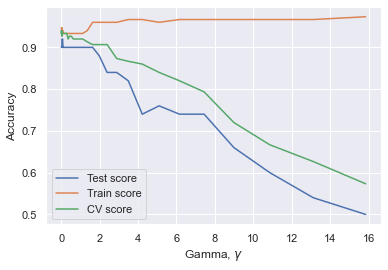 Accuracy
0.9
0.8
0.7
0.6
0.5
Test score
Train score
CV score
0 2 4 6 8 10 12 14 16
Gamma, γ